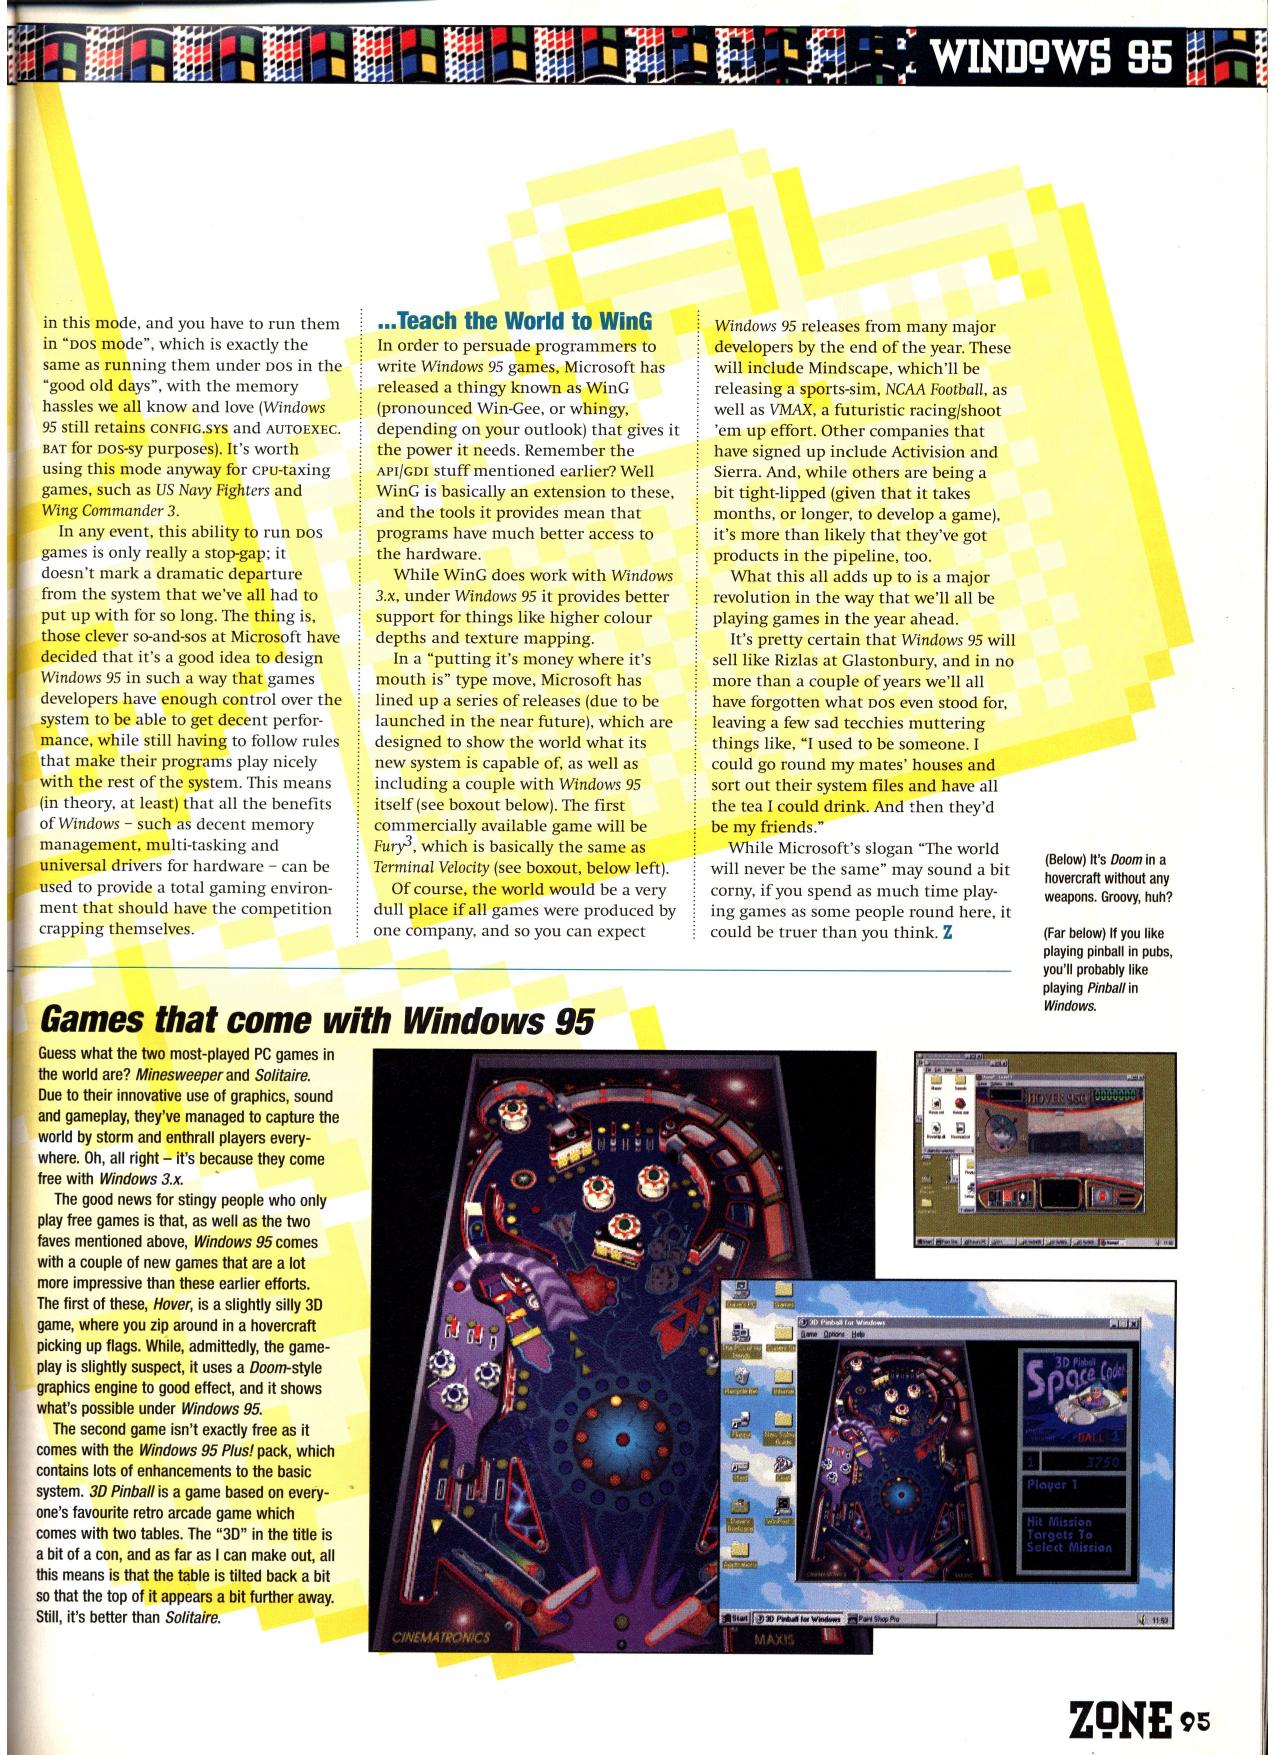 WINDOWS 95
in this mode, and you have to run them
in “DOS mode”, which is exactly the
same as running them under DOS in the
“good old days”, with the memory
hassles we all know and love (Windows
95 still retains CONFIG.SYS and AUTOEXEC.
BAT for DOS-sy purposes). It’s worth
using this mode anyway for CPU-taxing
games, such as US Navy Fighters and
Wing Commander 3.
In any event, this ability to run DOS
games is only really a stop-gap; it
doesn’t mark a dramatic departure
from the system that we’ve all had to
put up with for so long. The thing is,
those clever so-and-sos at Microsoft have
decided that it’s a good idea to design
Windows 95 in such a way that games
developers have enough control over the
system to be able to get decent perfor-
mance, while still having to follow rules
that make their programs play nicely
with the rest of the system. This means
(in theory, at least) that all the benefits
of Windows – such as decent memory
management, multi-tasking and
universal drivers for hardware – can be
used to provide a total gaming environ-
ment that should have the competition
crapping themselves.
...Teach the World to WinG
In order to persuade programmers to
write Windows 95 games, Microsoft has
released a thingy known as WinG
(pronounced Win-Gee, or whingy,
depending on your outlook) that gives it
the power it needs. Remember the
API/GDI stuff mentioned earlier? Well
WinG is basically an extension to these,
and the tools it provides mean that
programs have much better access to
the hardware.
While WinG does work with Windows
3.x, under Windows 95 it provides better
support for things like higher colour
depths and texture mapping.
In a “putting it’s money where it’s
mouth is” type move, Microsoft has
lined up a series of releases (due to be
launched in the near future), which are
designed to show the world what its
new system is capable of, as well as
including a couple with Windows 95
itself (see boxout below). The first
commercially available game will be
Fury³, which is basically the same as
Terminal Velocity (see boxout, below left).
Of course, the world would be a very
dull place if all games were produced by
one company, and so you can expect
Windows 95 releases from many major
developers by the end of the year. These
will include Mindscape, which’ll be
releasing a sports-sim, NCAA Football, as
well as VMAX, a futuristic racing/shoot
’em up effort. Other companies that
have signed up include Activision and
Sierra. And, while others are being a
bit tight-lipped (given that it takes
months, or longer, to develop a game),
it’s more than likely that they’ve got
products in the pipeline, too.
What this all adds up to is a major
revolution in the way that we’ll all be
playing games in the year ahead.
It’s pretty certain that Windows 95 will
sell like Rizlas at Glastonbury, and in no
more than a couple of years we’ll all
have forgotten what DOS even stood for,
leaving a few sad tecchies muttering
things like, “I used to be someone. I
could go round my mates’ houses and
sort out their system files and have all
the tea I could drink. And then they’d
be my friends.”
While Microsoft’s slogan “The world
will never be the same” may sound a bit
corny, if you spend as much time play-
ing games as some people round here, it
could be truer than you think. Z
(Below) It’s Doom in a
hovercraft without any
weapons. Groovy, huh?
(Far below) If you like
playing pinball in pubs,
you’ll probably like
playing Pinball in
Windows.
Games that come with Windows 95
Guess what the two most-played PC games in
the world are? Minesweeper and Solitaire.
Due to their innovative use of graphics, sound
and gameplay, they’ve managed to capture the
world by storm and enthrall players every-
where. Oh, all right – it’s because they come
free with Windows 3.x.
The good news for stingy people who only
play free games is that, as well as the two
faves mentioned above, Windows 95 comes
with a couple of new games that are a lot
more impressive than these earlier efforts.
The first of these, Hover, is a slightly silly 3D
game, where you zip around in a hovercraft
picking up flags. While, admittedly, the game-
play is slightly suspect, it uses a Doom-style
graphics engine to good effect, and it shows
what’s possible under Windows 95.
The second game isn’t exactly free as it
comes with the Windows 95 Plus! pack, which
contains lots of enhancements to the basic
system. 3D Pinball is a game based on every-
one’s favourite retro arcade game which
comes with two tables. The “3D” in the title is
a bit of a con, and as far as I can make out, all
this means is that the table is tilted back a bit
so that the top of it appears a bit further away.
Still, it’s better than Solitaire.
CINEMATRONICS
MAXIS
HOVER 95
3D Pinball for Windows
Game Options Help
Recycle Bin
3D Pinball
Space Cadet
BALL 1
1 3750
Player 1
Hit Mission
Targets To
Select Mission
CINEMATRONICS
MAXIS
Start 3D Pinball for Windows Paint Shop Pro 11:53
ZONE 95